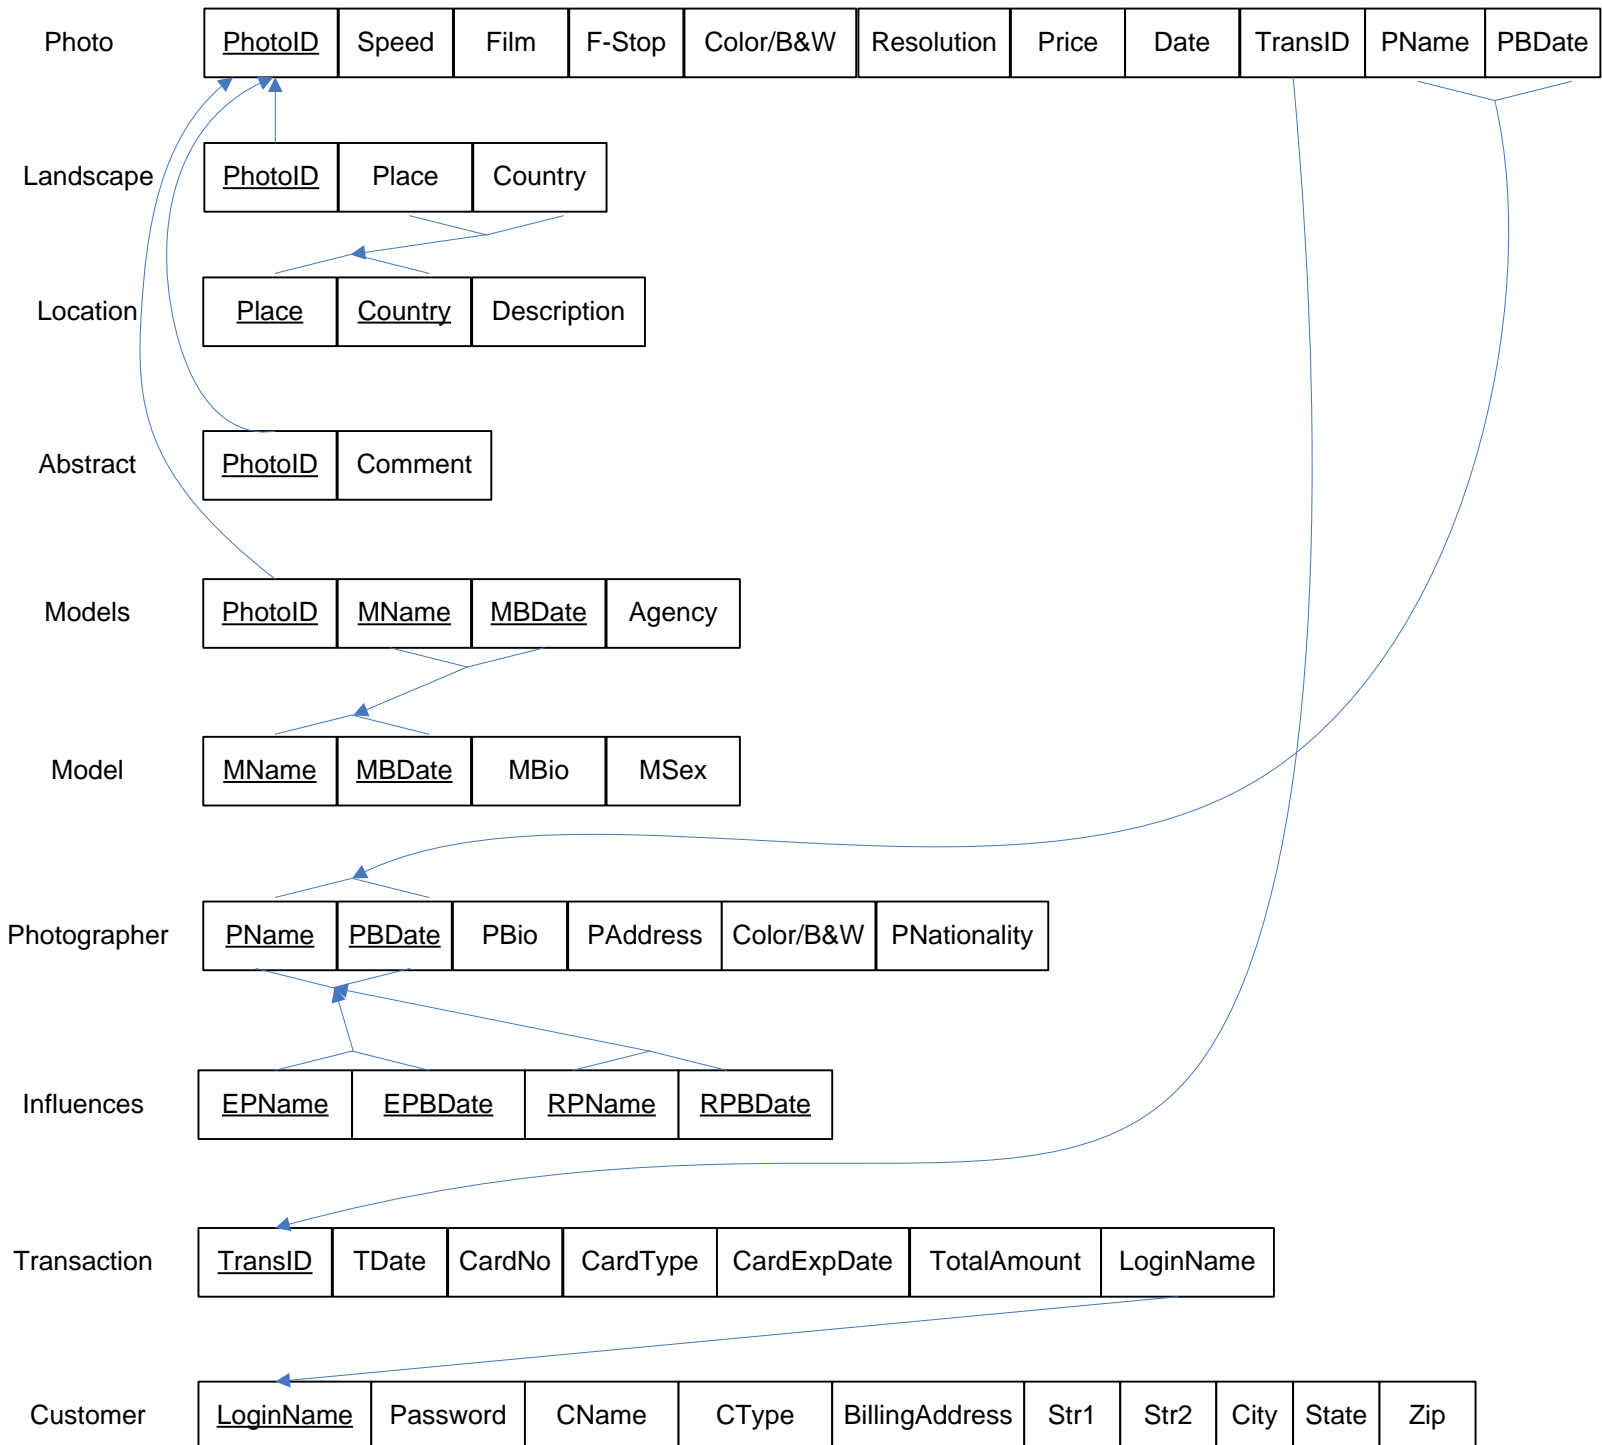 Photo PhotoID Speed Film F-Stop Color/B&W Resolution Price Date TransID PName PBDate
Landscape PhotoID Place Country
Location Place Country Description
Abstract PhotoID Comment
Models PhotoID MName MBDate Agency
Model MName MBDate MBio MSex
Photographer PName PBDate PBio PAddress Color/B&W PNationality
Influences EPName EPBDate RPName RPBDate
Transaction TransID TDate CardNo CardType CardExpDate TotalAmount LoginName
Customer LoginName Password CName CType BillingAddress Str1 Str2 City State Zip